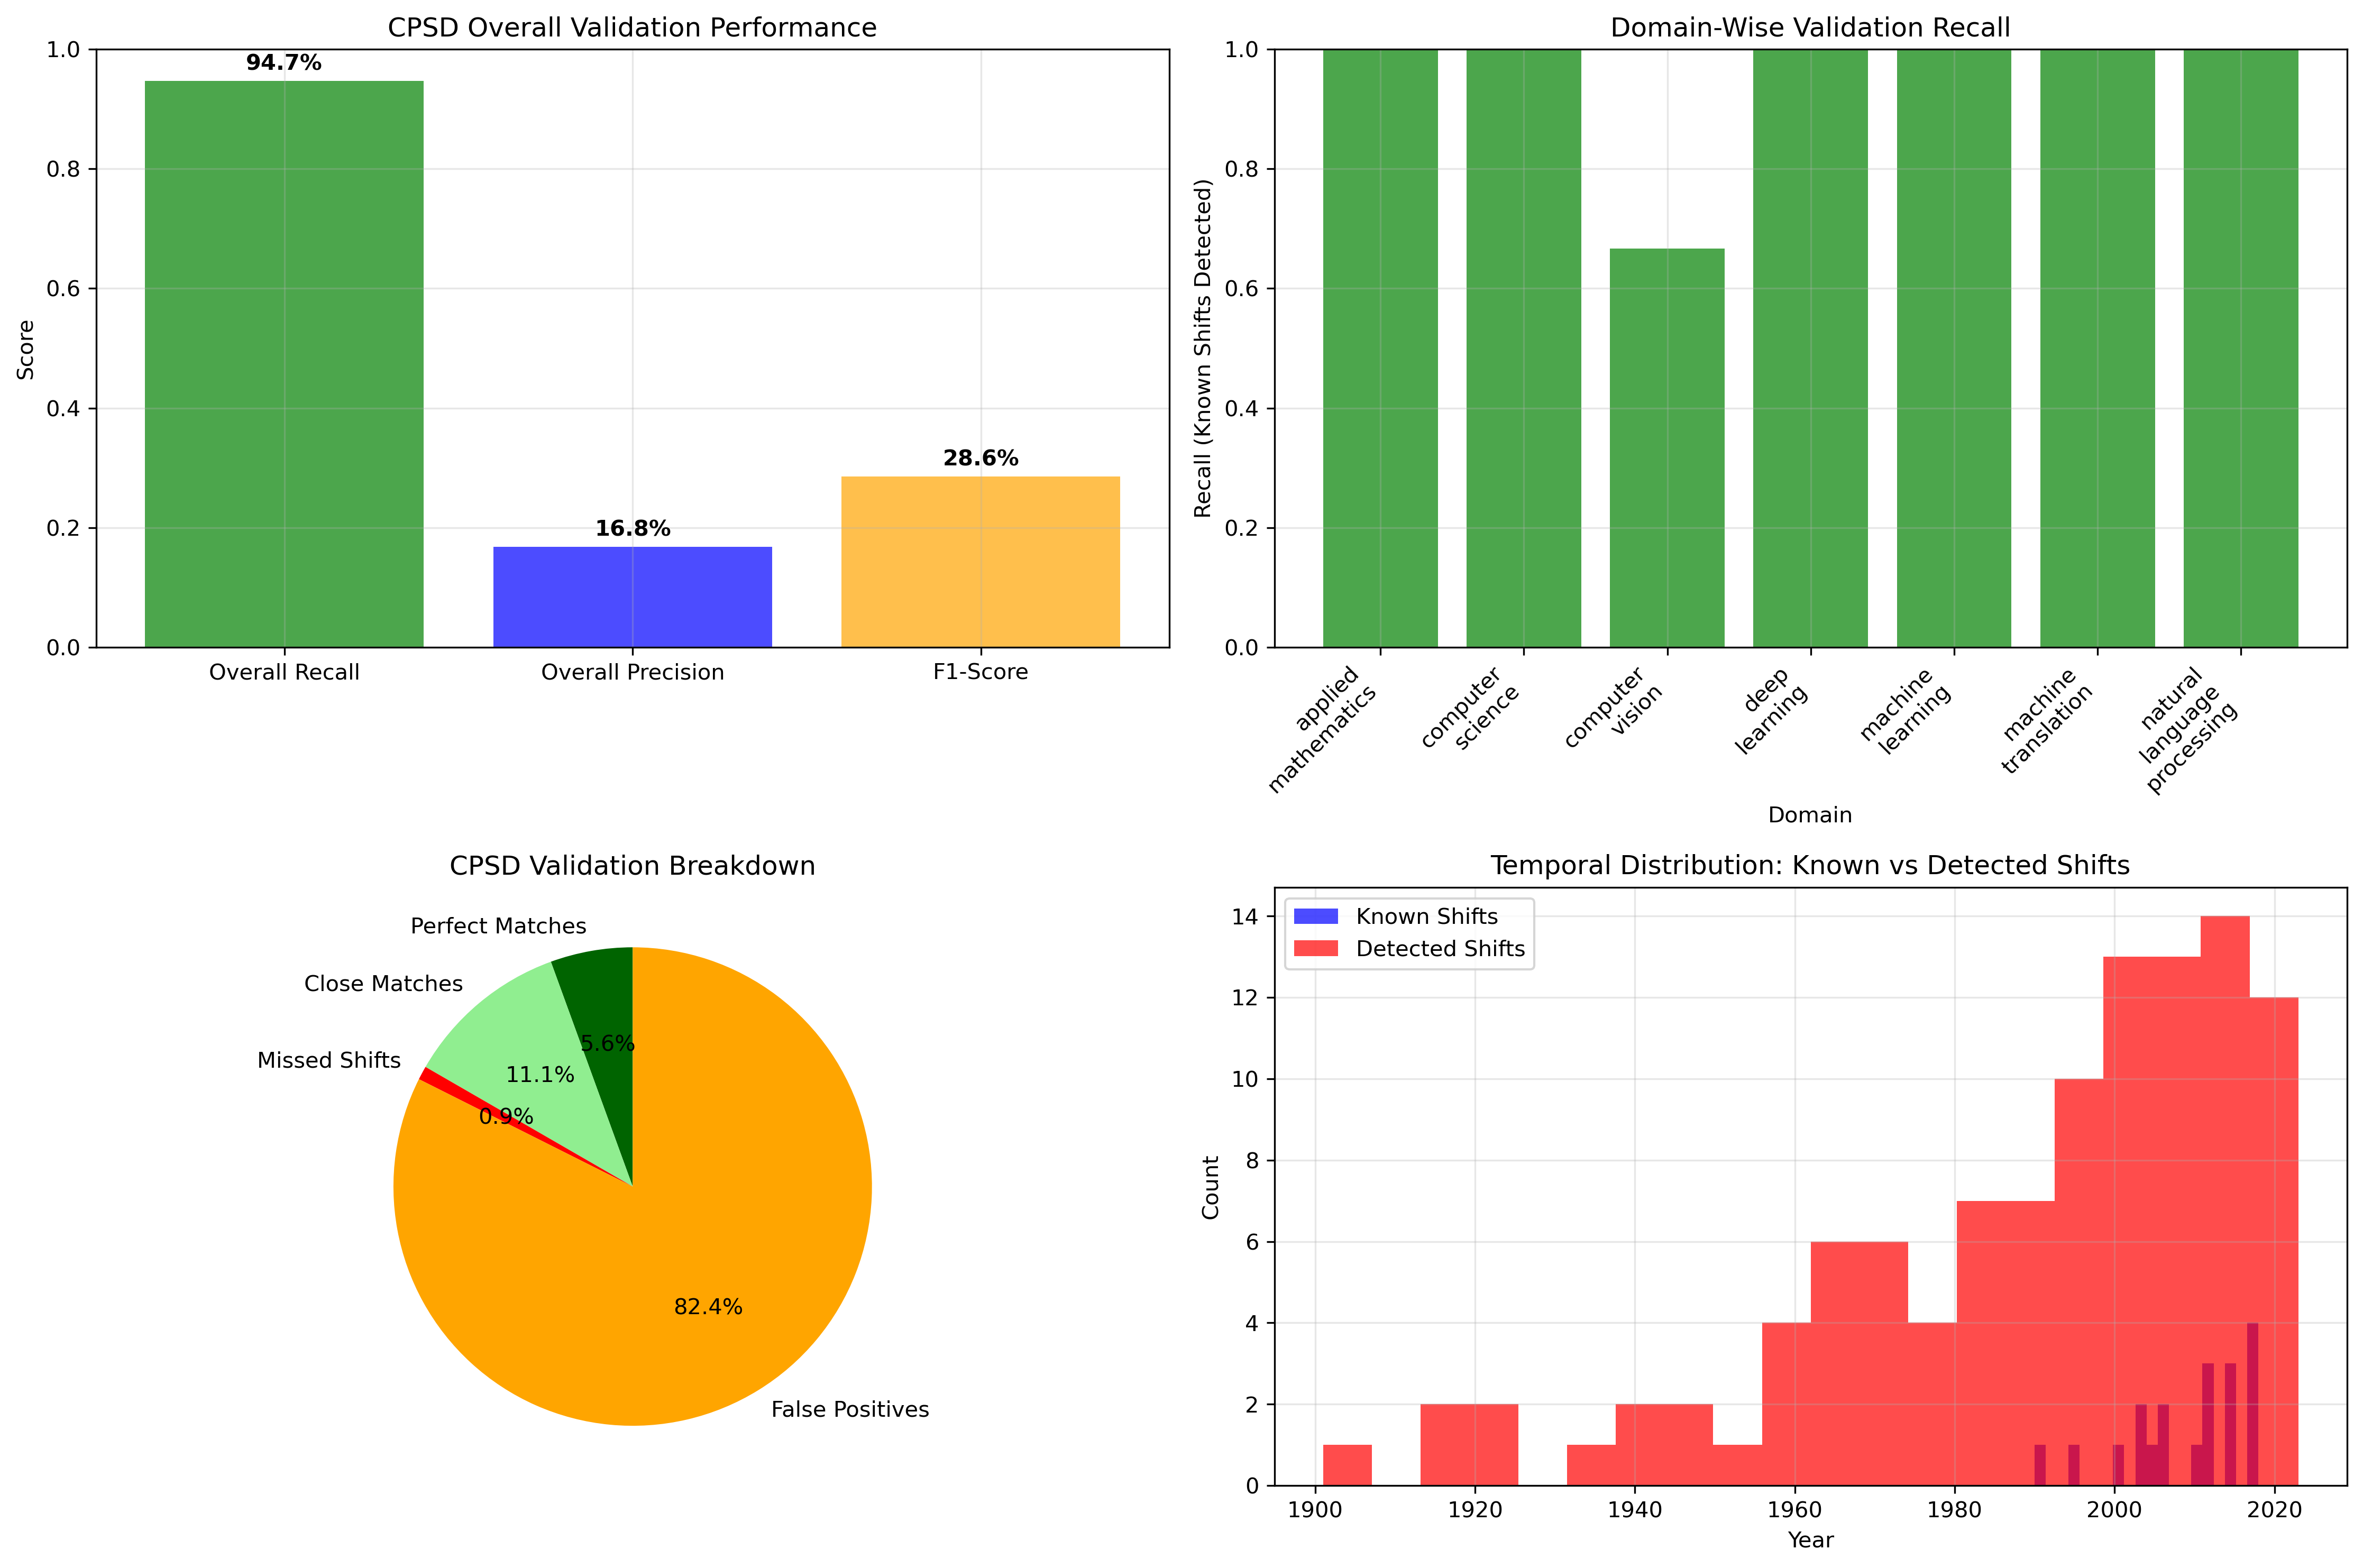 CPSD Overall Validation Performance
1.0
0.8
0.6
0.4
0.2
0.0
Score
94.7%
16.8%
28.6%
Overall Recall
Overall Precision
F1-Score
Domain-Wise Validation Recall
1.0
0.8
0.6
0.4
0.2
0.0
Recall (Known Shifts Detected)
applied
mathematics
computer
science
computer
vision
deep
learning
machine
learning
machine
translation
natural
language
processing
Domain
CPSD Validation Breakdown
Perfect Matches
Close Matches
Missed Shifts
5.6%
11.1%
0.9%
82.4%
False Positives
Temporal Distribution: Known vs Detected Shifts
Known Shifts
Detected Shifts
14
12
10
8
6
4
2
0
Count
1900
1920
1940
1960
1980
2000
2020
Year